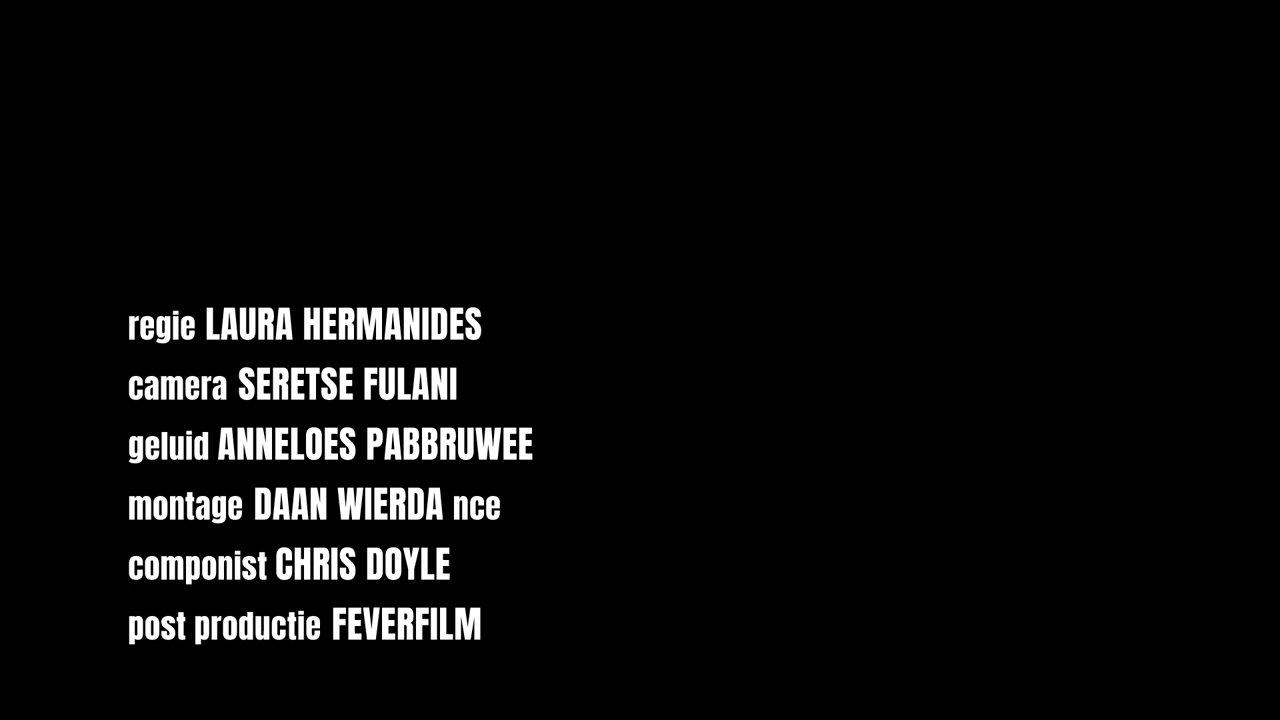 regie LAURA HERMANIDES
camera SERETSE FULANI
geluid ANNELOES PABBRUWEE
montage DAAN WIERDA nce
componist CHRIS DOYLE
post productie FEVERFILM